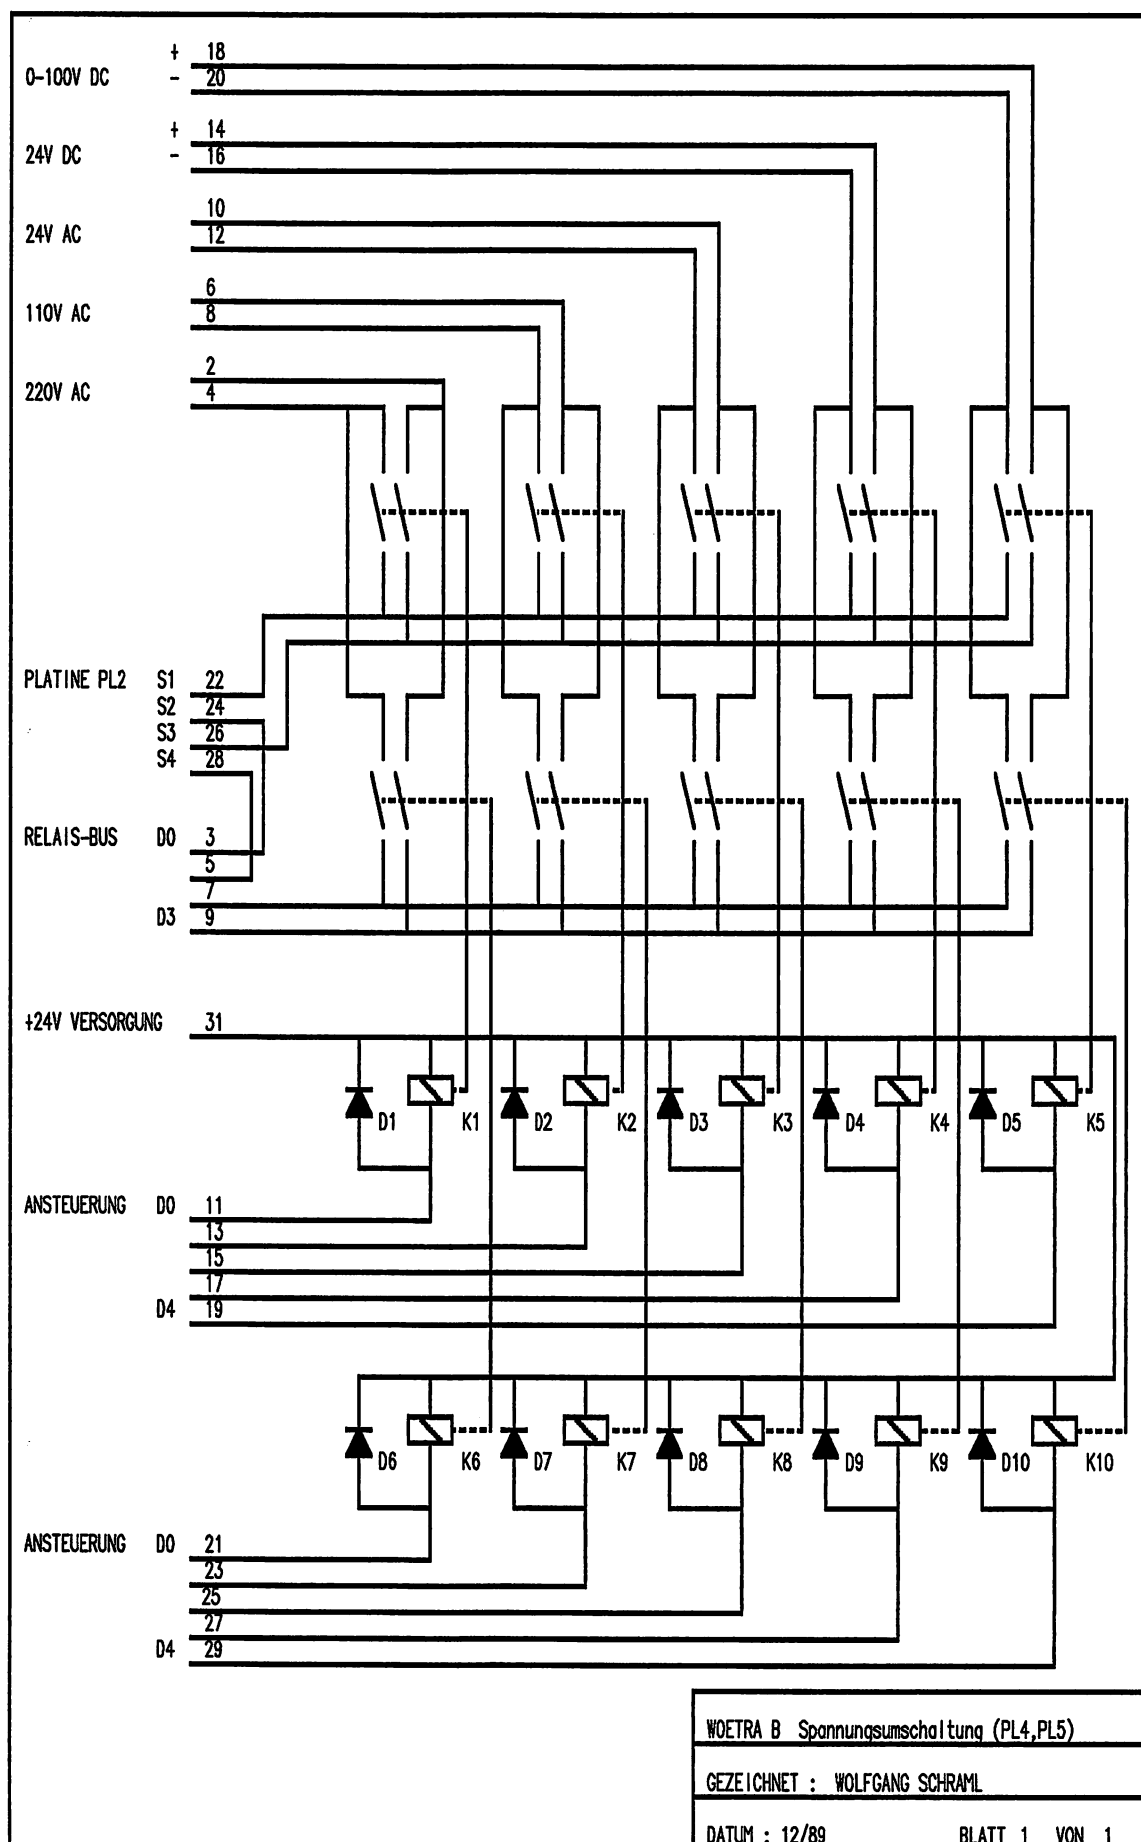 + 18
0-100V DC - 20
+ 14
24V DC - 16
10
24V AC 12
6
110V AC 8
2
220V AC 4
PLATINE PL2 S1 22
S2 24
S3 26
S4 28
RELAIS-BUS D0 3
5
7
D3 9
+24V VERSORGUNG 31
D1 K1 D2 K2 D3 K3 D4 K4 D5 K5
ANSTEUERUNG D0 11
13
15
17
D4 19
D6 K6 D7 K7 D8 K8 D9 K9 D10 K10
ANSTEUERUNG D0 21
23
25
27
D4 29
WOETRA B Spannungsumschaltung (PL4,PL5)
GEZEICHNET : WOLFGANG SCHRAML
DATUM : 12/89 BLATT 1 VON 1